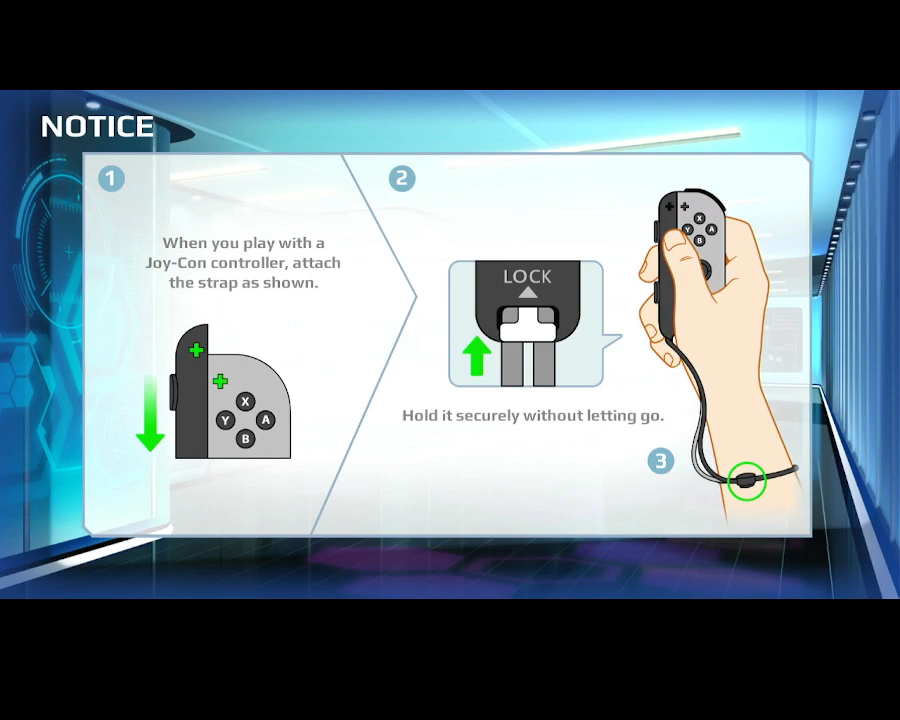 NOTICE
1
When you play with a
Joy-Con controller, attach
the strap as shown.
X
Y
A
B
2
LOCK
Hold it securely without letting go.
X
Y
A
B
3